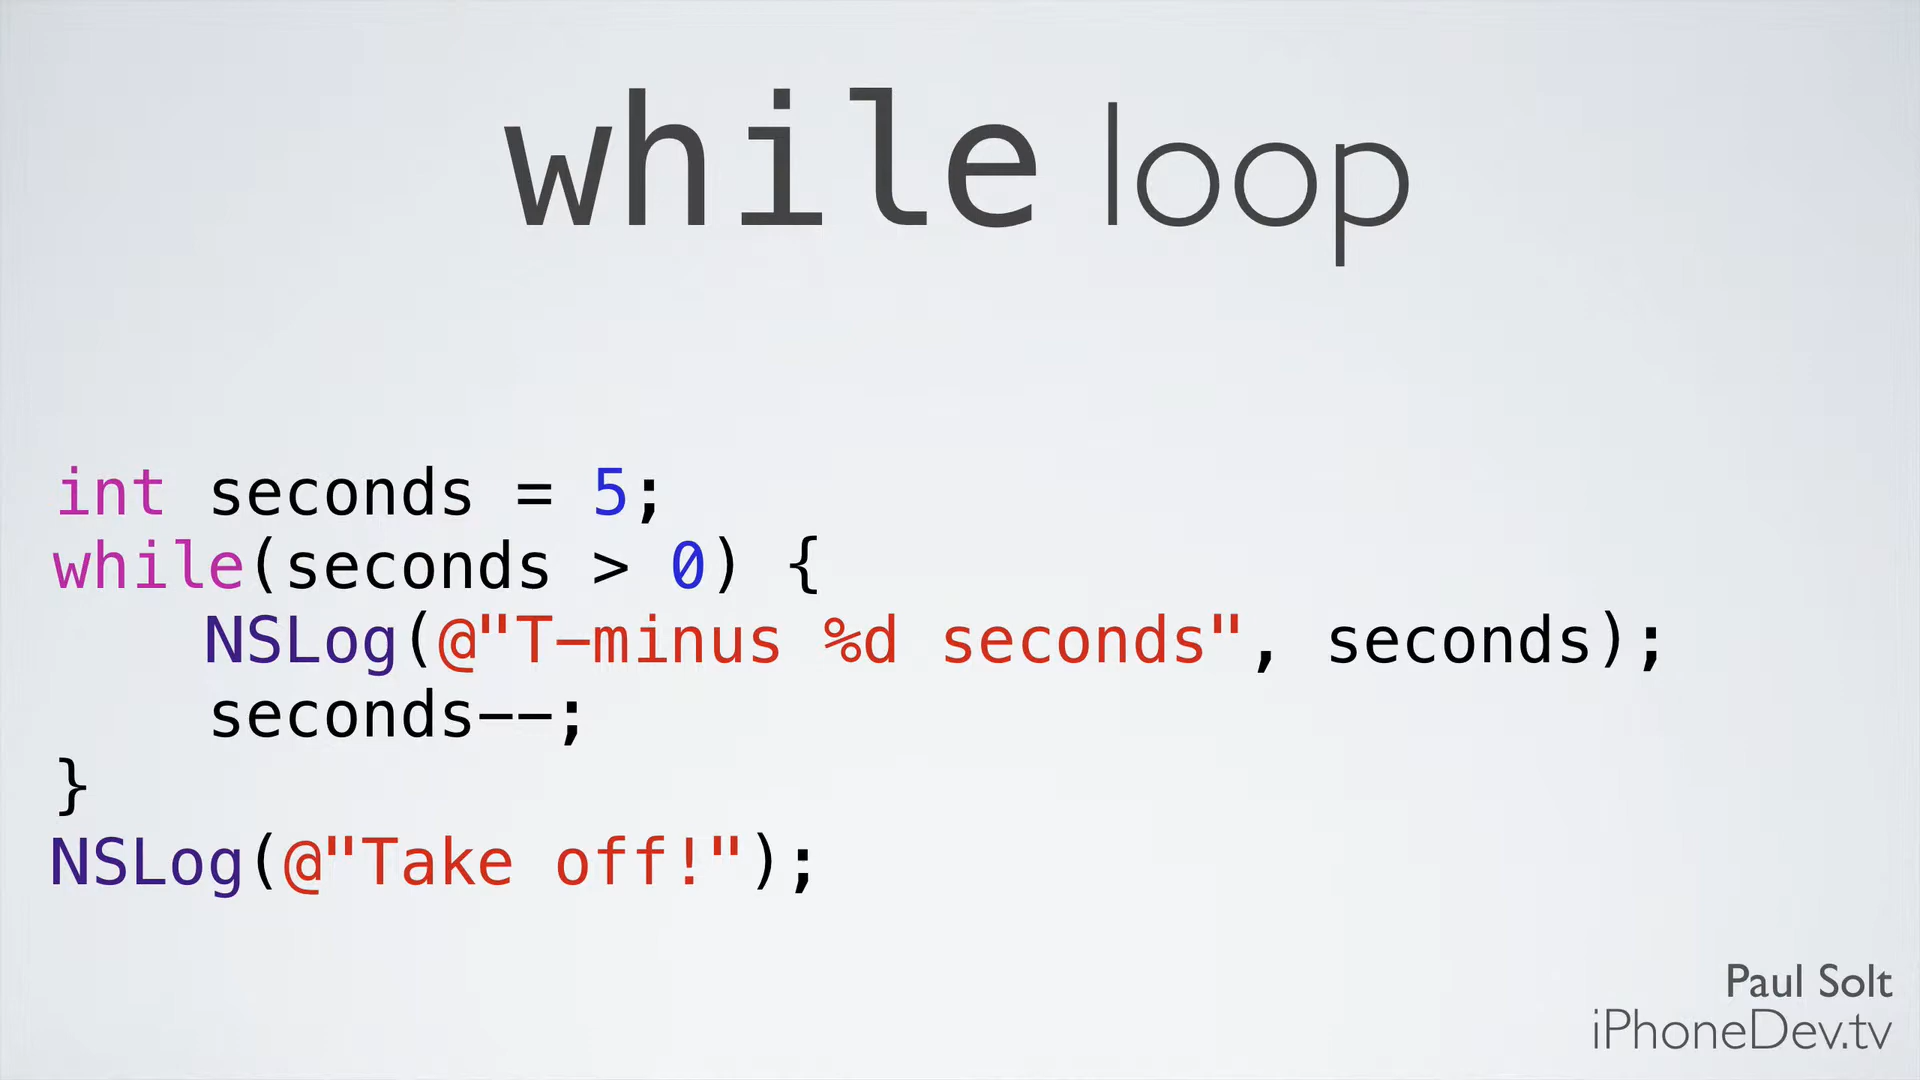 while loop
int seconds = 5;
while(seconds > 0) {
    NSLog(@"T-minus %d seconds", seconds);
    seconds--;
}
NSLog(@"Take off!");
Paul Solt
iPhoneDev.tv